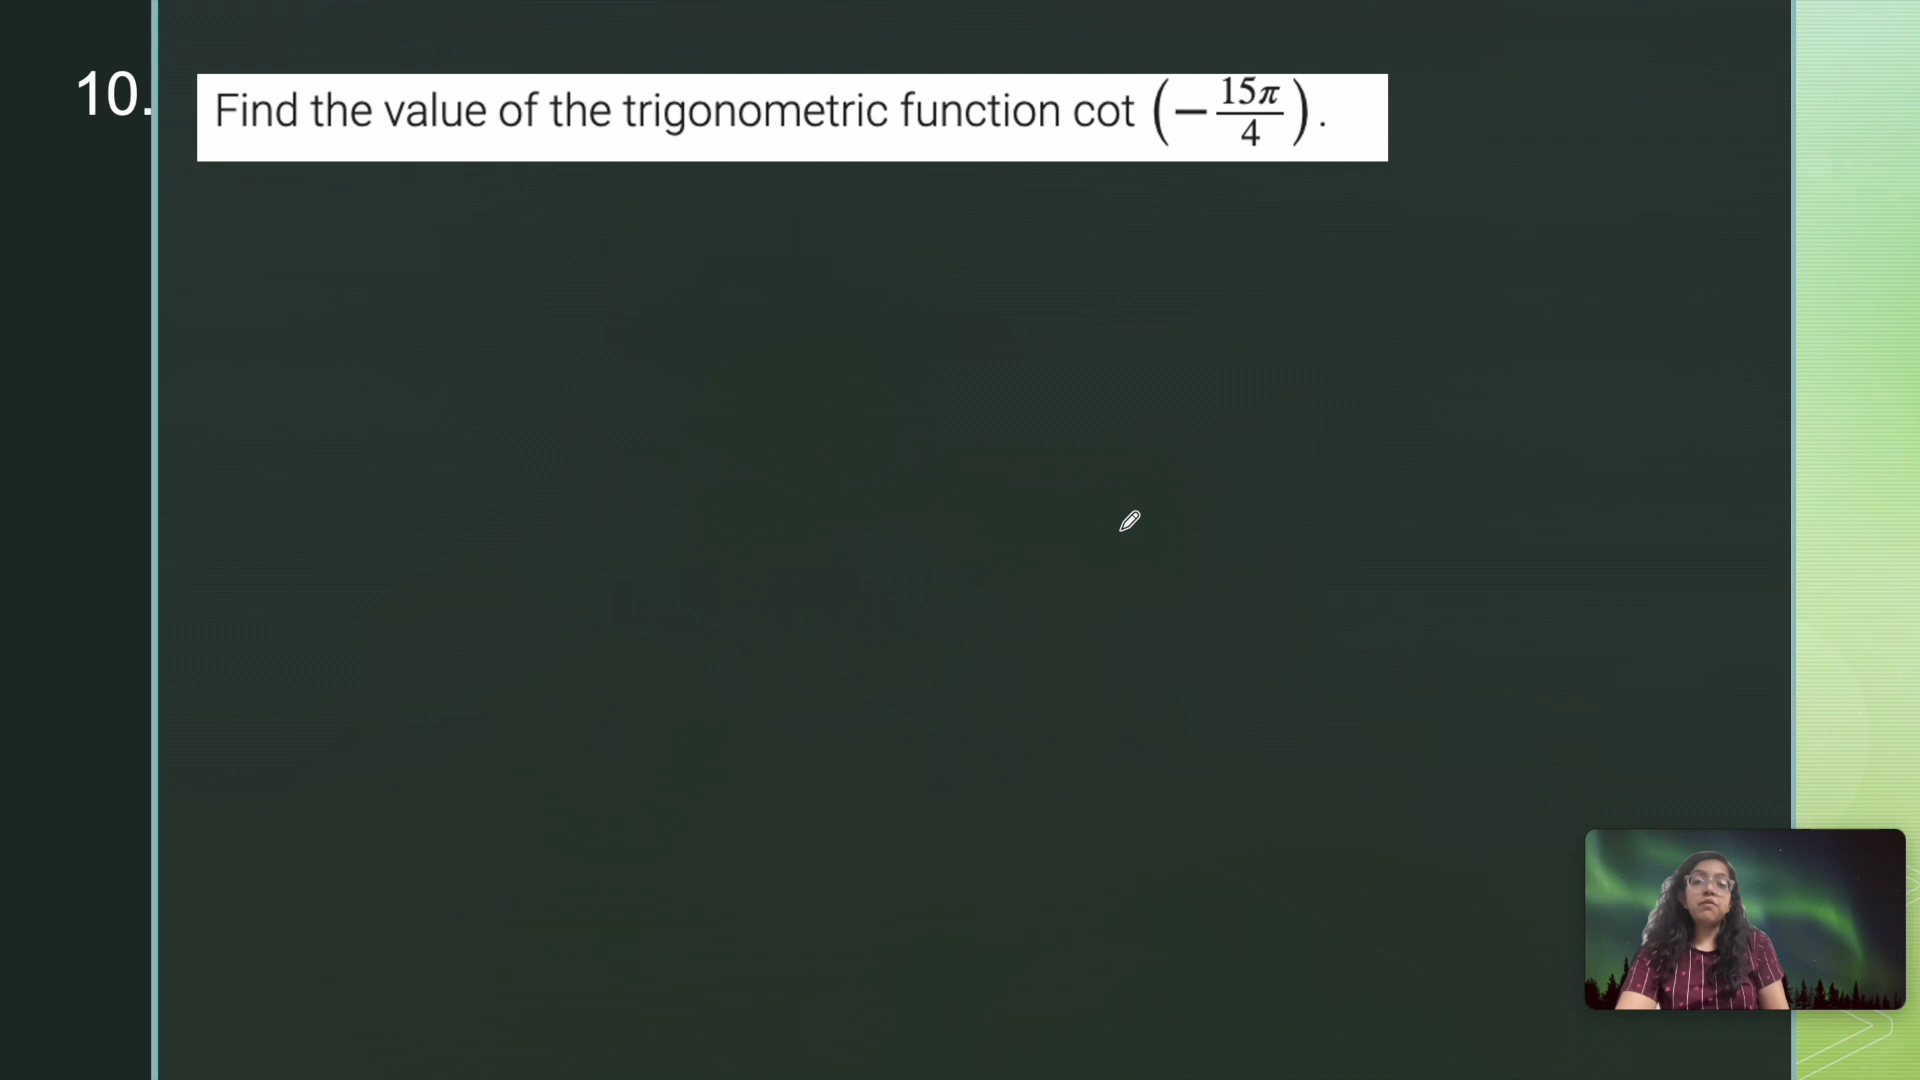 10.
Find the value of the trigonometric function cot (−15π/4).